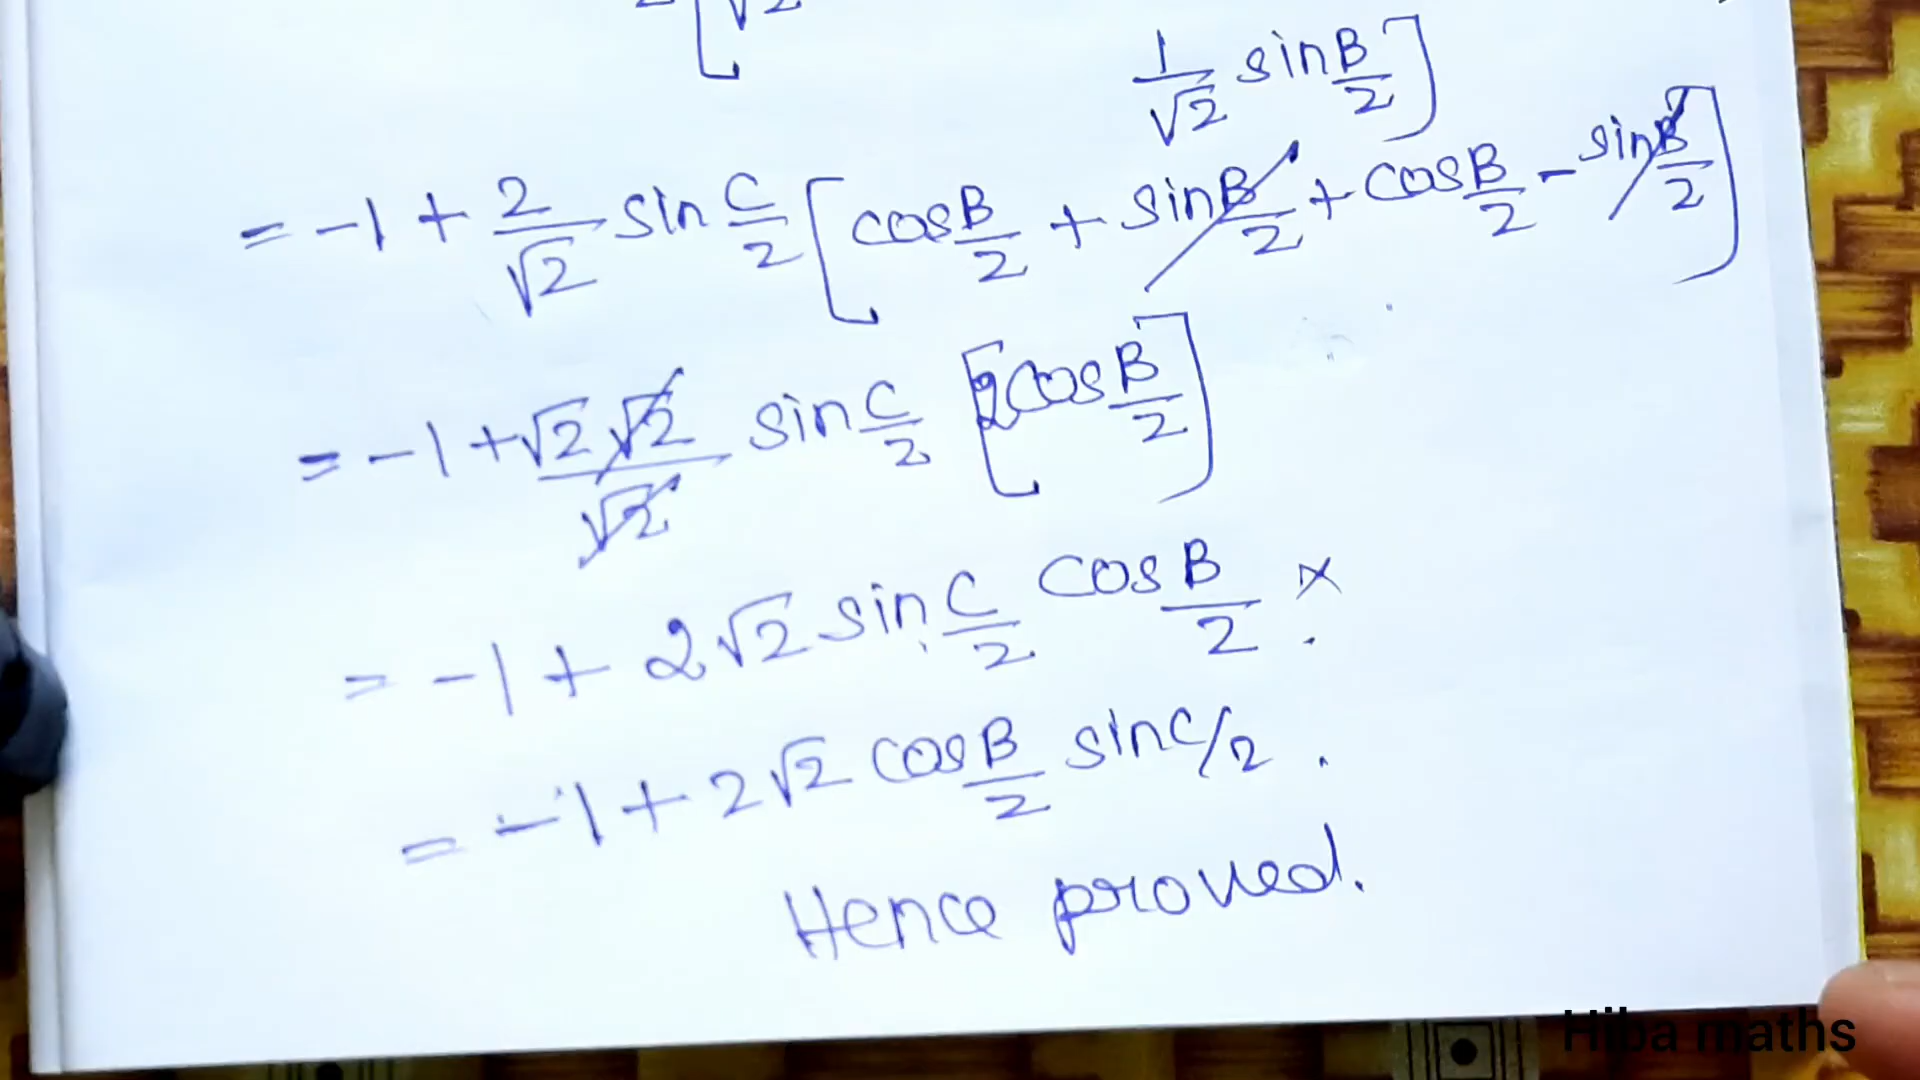 √2
1/√2 sin B/2]
= -1 + 2/√2 sin C/2 [cos B/2 + sin B/2 + cos B/2 - sin B/2]
= -1 + √2 √2/√2 sin C/2 [2cos B/2]
= -1 + 2√2 sin C/2 cos B/2 ×.
= -1 + 2√2 cos B/2 sin C/2.
Hence proved.
Hiba maths